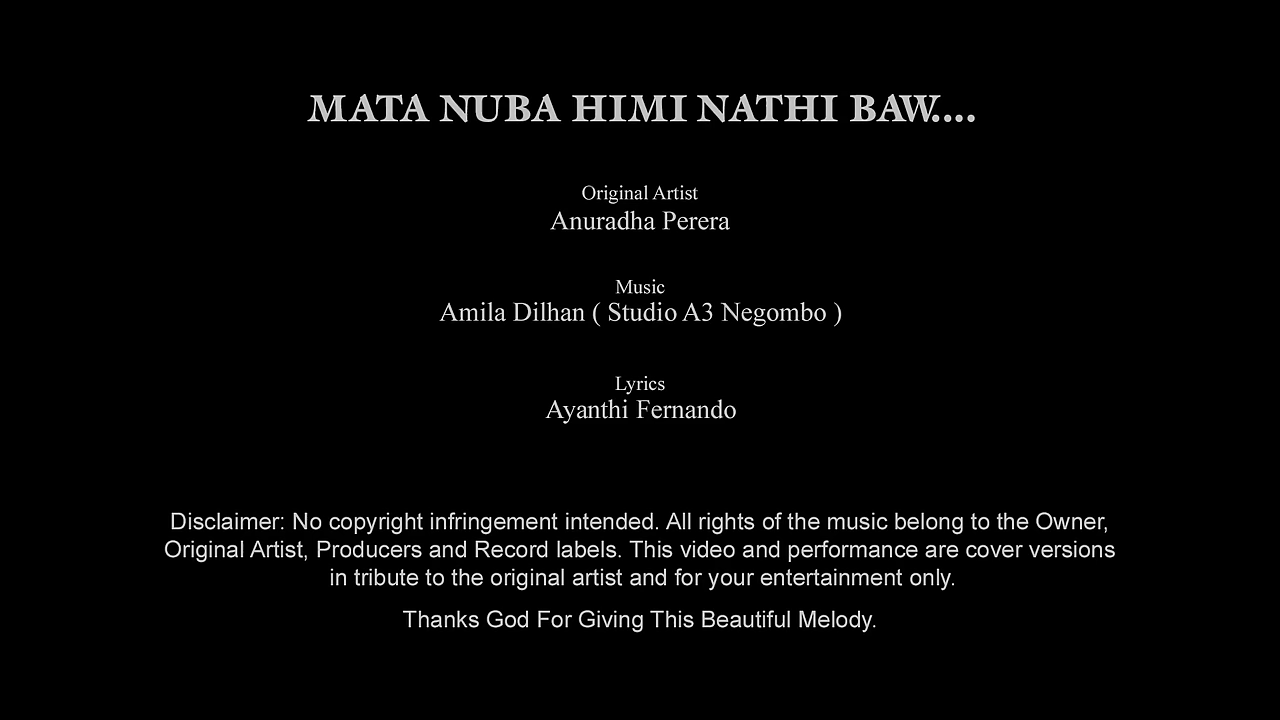 MATA NUBA HIMI NATHI BAW....
Original Artist
Anuradha Perera
Music
Amila Dilhan ( Studio A3 Negombo )
Lyrics
Ayanthi Fernando
Disclaimer: No copyright infringement intended. All rights of the music belong to the Owner,
Original Artist, Producers and Record labels. This video and performance are cover versions
in tribute to the original artist and for your entertainment only.
Thanks God For Giving This Beautiful Melody.